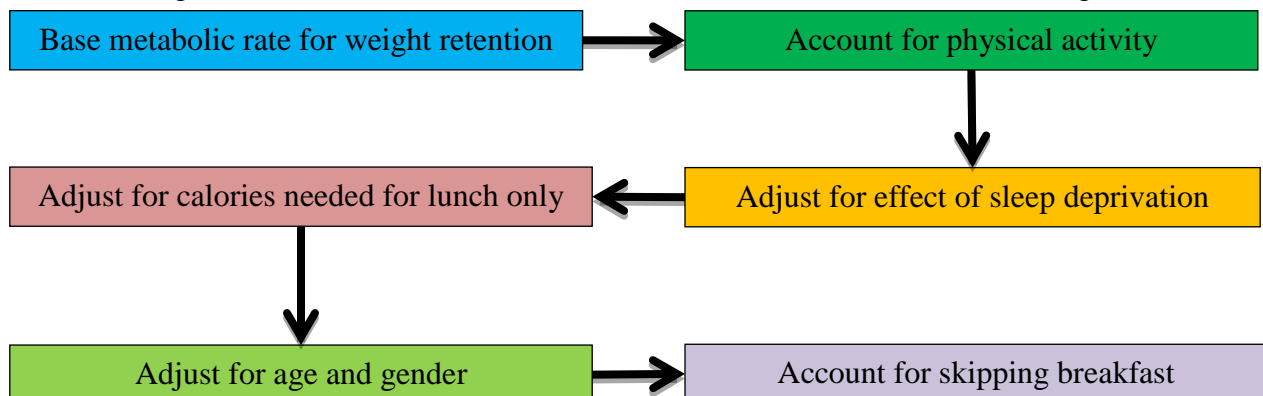 Base metabolic rate for weight retention
Account for physical activity
Adjust for effect of sleep deprivation
Adjust for calories needed for lunch only
Adjust for age and gender
Account for skipping breakfast